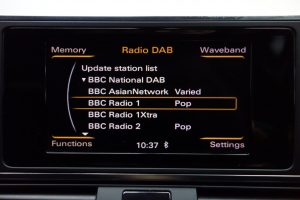 Memory Radio DAB Waveband
Update station list
BBC National DAB
BBC AsianNetwork Varied
BBC Radio 1 Pop
BBC Radio 1Xtra
BBC Radio 2 Pop
Functions 10:37 Settings